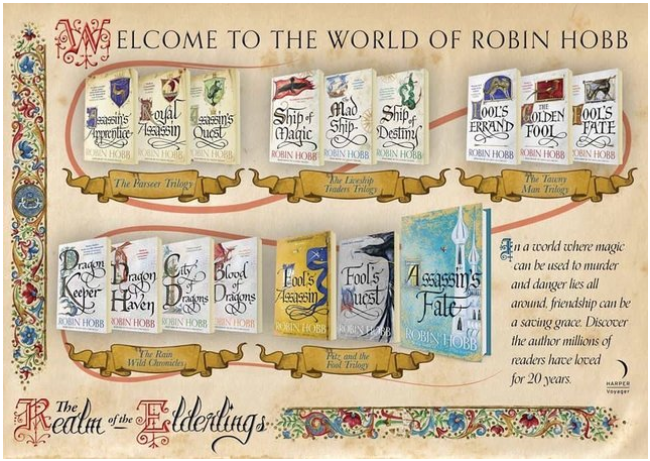 WELCOME TO THE WORLD OF ROBIN HOBB
Assassin's
Apprentice
ROBIN HOBB
Royal
Assassin
ROBIN HOBB
Assassin's
Quest
ROBIN HOBB
The Farseer Trilogy
Ship of
Magic
ROBIN HOBB
Mad
Ship
ROBIN HOBB
Ship of
Destiny
ROBIN HOBB
The Liveship
Traders Trilogy
FOOL'S
ERRAND
ROBIN HOBB
THE
GOLDEN
FOOL
ROBIN HOBB
FOOL'S
FATE
ROBIN HOBB
The Tawny
Man Trilogy
Dragon
Keeper
ROBIN HOBB
Dragon
Haven
ROBIN HOBB
City
of
Dragons
ROBIN HOBB
Blood
of
Dragons
ROBIN HOBB
The Rain
Wild Chronicles
Fool's
Assassin
ROBIN HOBB
Fool's
Quest
ROBIN HOBB
Fitz and the
Fool Trilogy
Assassin's
Fate
ROBIN HOBB
In a world where magic
can be used to murder
and danger lies all
around, friendship can be
a saving grace. Discover
the author millions of
readers have loved
for 20 years.
HARPER
Voyager
The
Realm of the Elderlings